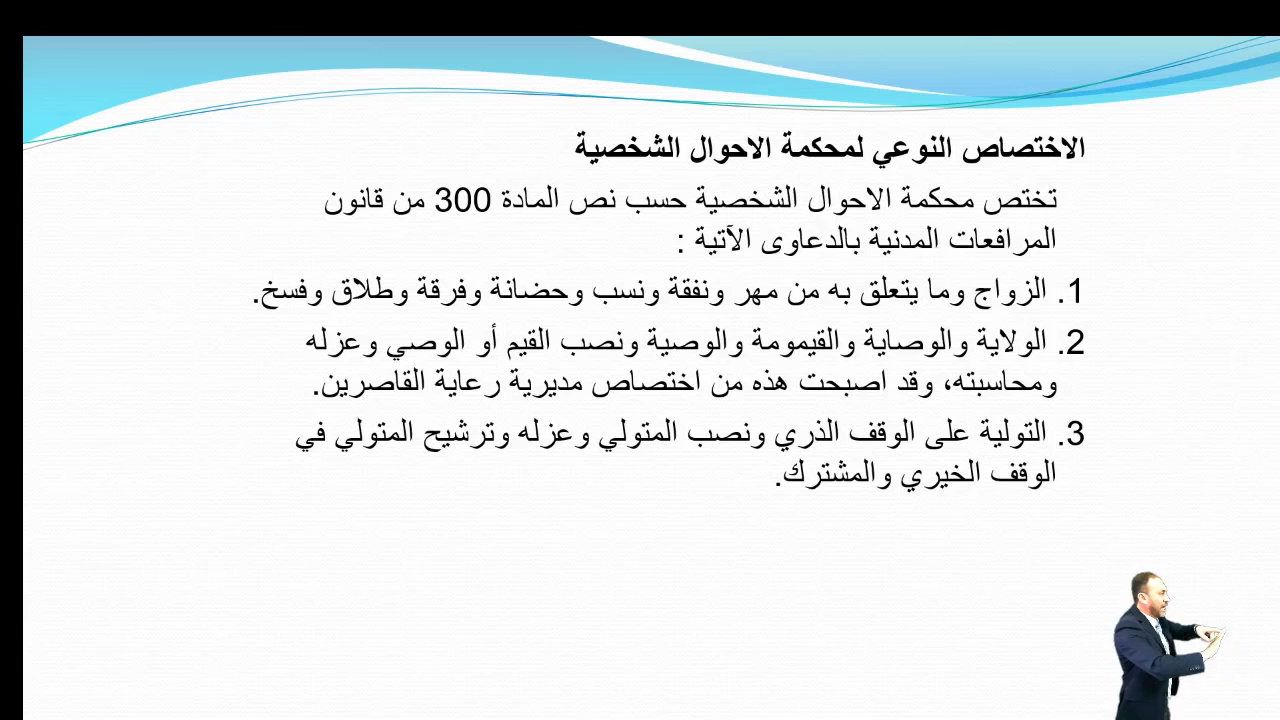 الاختصاص النوعي لمحكمة الاحوال الشخصية
تختص محكمة الاحوال الشخصية حسب نص المادة 300 من قانون
المرافعات المدنية بالدعاوى الآتية :
1. الزواج وما يتعلق به من مهر ونفقة ونسب وحضانة وفرقة وطلاق وفسخ.
2. الولاية والوصاية والقيمومة والوصية ونصب القيم أو الوصي وعزله
ومحاسبته، وقد اصبحت هذه من اختصاص مديرية رعاية القاصرين.
3. التولية على الوقف الذري ونصب المتولي وعزله وترشيح المتولي في
الوقف الخيري والمشترك.